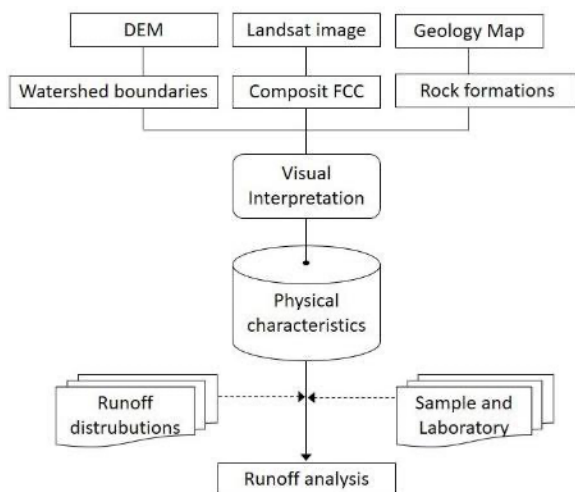 DEM
Landsat image
Geology Map
Watershed boundaries
Composit FCC
Rock formations
Visual
Interpretation
Physical
characteristics
Runoff
distrubutions
Sample and
Laboratory
Runoff analysis